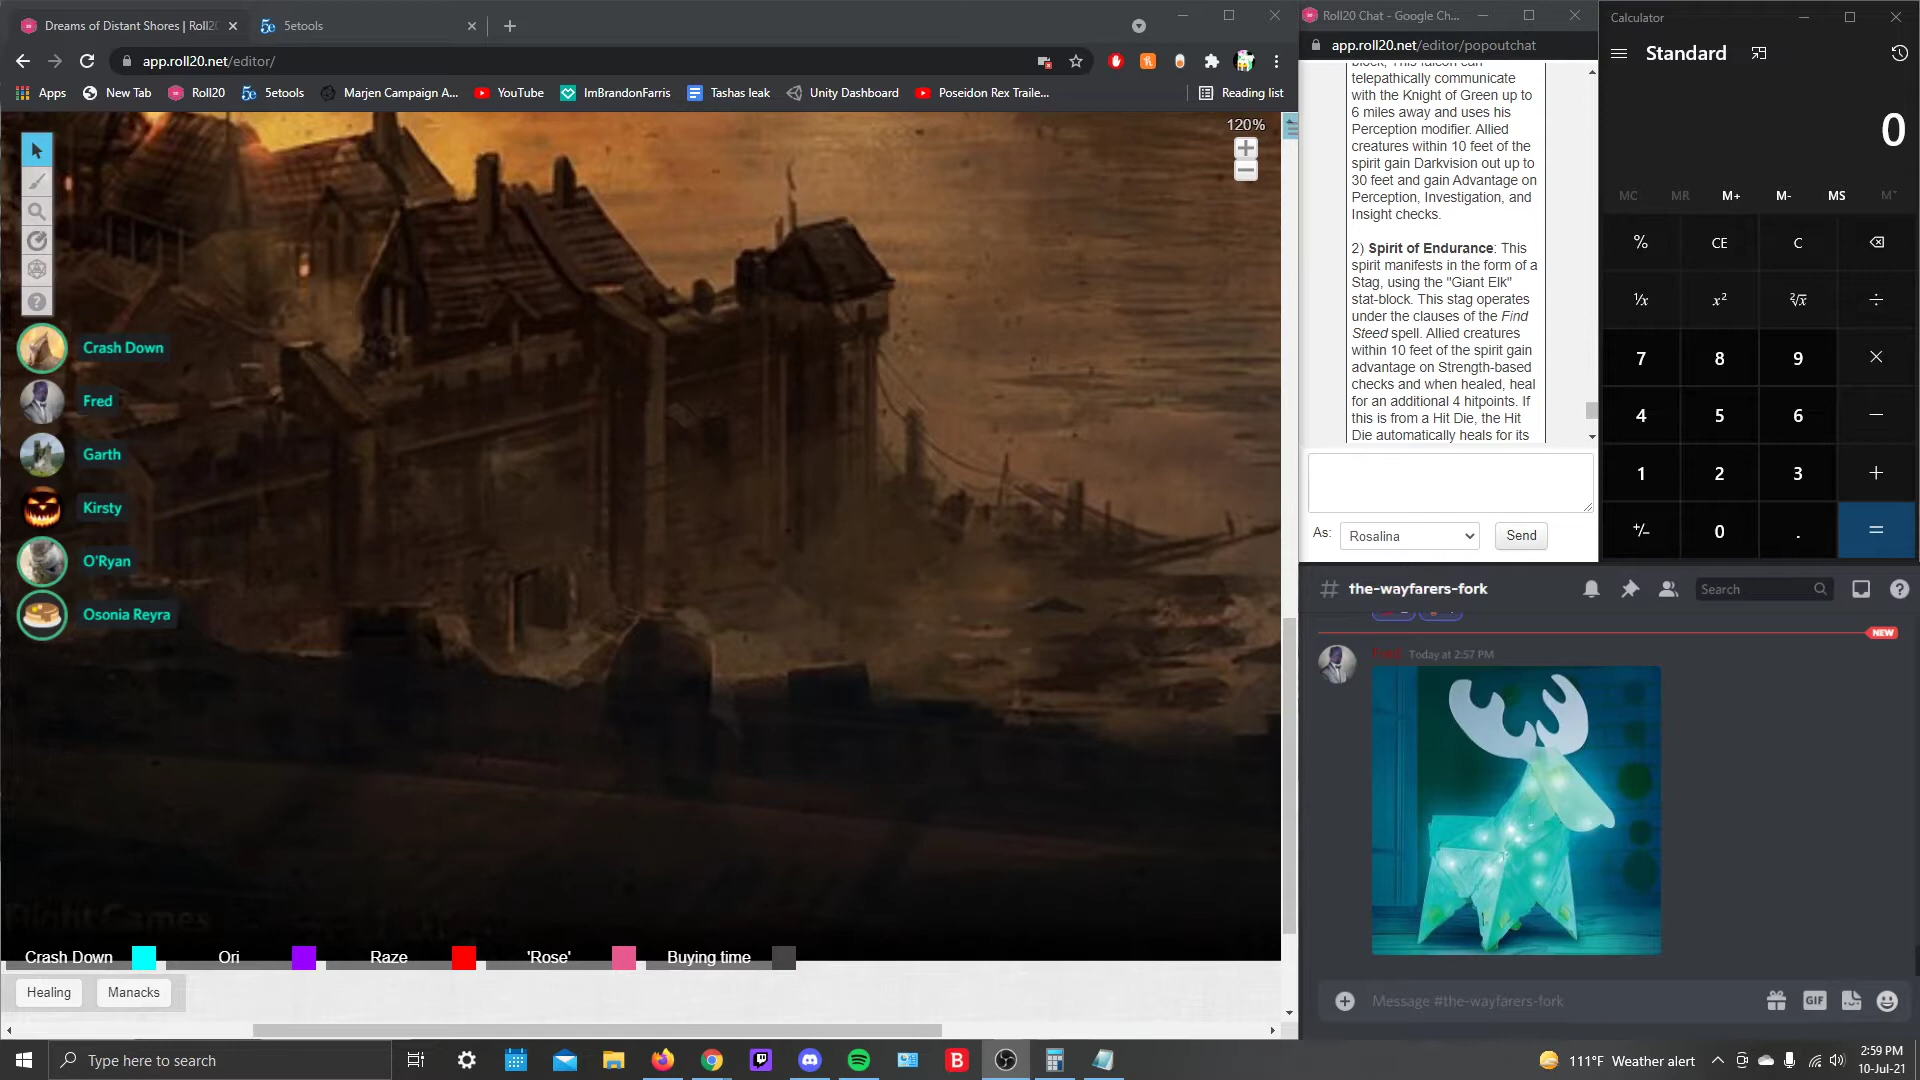 Dreams of Distant Shores | Roll2
5etools
app.roll20.net/editor/
Apps
New Tab
Roll20
5etools
Marjen Campaign A...
YouTube
ImBrandonFarris
Tashas leak
Unity Dashboard
Poseidon Rex Traile...
Reading list
120%
Crash Down
Fred
Garth
Kirsty
O'Ryan
Osonia Reyra
Crash Down
Ori
Raze
'Rose'
Buying time
Healing
Manacks
Roll20 Chat - Google Ch...
app.roll20.net/editor/popoutchat
block, This falcon can
telepathically communicate
with the Knight of Green up to
6 miles away and uses his
Perception modifier. Allied
creatures within 10 feet of the
spirit gain Darkvision out up to
30 feet and gain Advantage on
Perception, Investigation, and
Insight checks.
2) Spirit of Endurance: This
spirit manifests in the form of a
Stag, using the "Giant Elk"
stat-block. This stag operates
under the clauses of the Find
Steed spell. Allied creatures
within 10 feet of the spirit gain
advantage on Strength-based
checks and when healed, heal
for an additional 4 hitpoints. If
this is from a Hit Die, the Hit
Die automatically heals for its
As:
Rosalina
Send
Calculator
Standard
0
MC MR M+ M- MS M˅
% CE C
¹/x x² ²√x ÷
7 8 9 ×
4 5 6 −
1 2 3 +
+/− 0 . =
# the-wayfarers-fork
Search
NEW
Today at 2:57 PM
Message #the-wayfarers-fork
GIF
Type here to search
111°F Weather alert
2:59 PM
10-Jul-21